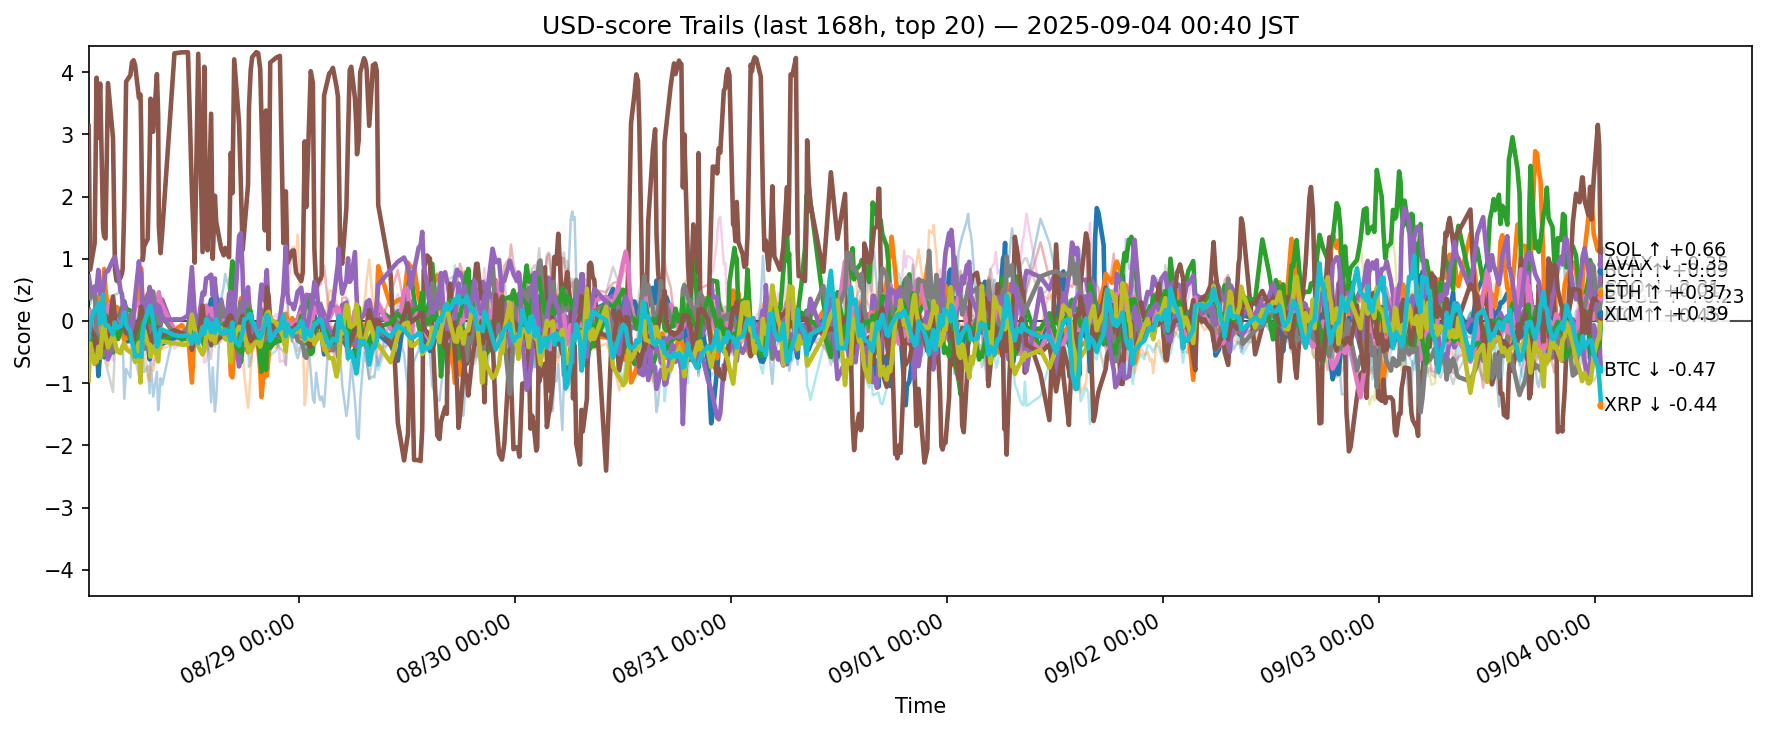 USD-score Trails (last 168h, top 20) — 2025-09-04 00:40 JST
Score (z)
4
3
2
1
0
−1
−2
−3
−4
SOL ↑ +0.66
AVAX ↓ -0.35
ETH ↑ +0.37
XLM ↑ +0.39
BTC ↓ -0.47
XRP ↓ -0.44
08/29 00:00
08/30 00:00
08/31 00:00
09/01 00:00
09/02 00:00
09/03 00:00
09/04 00:00
Time